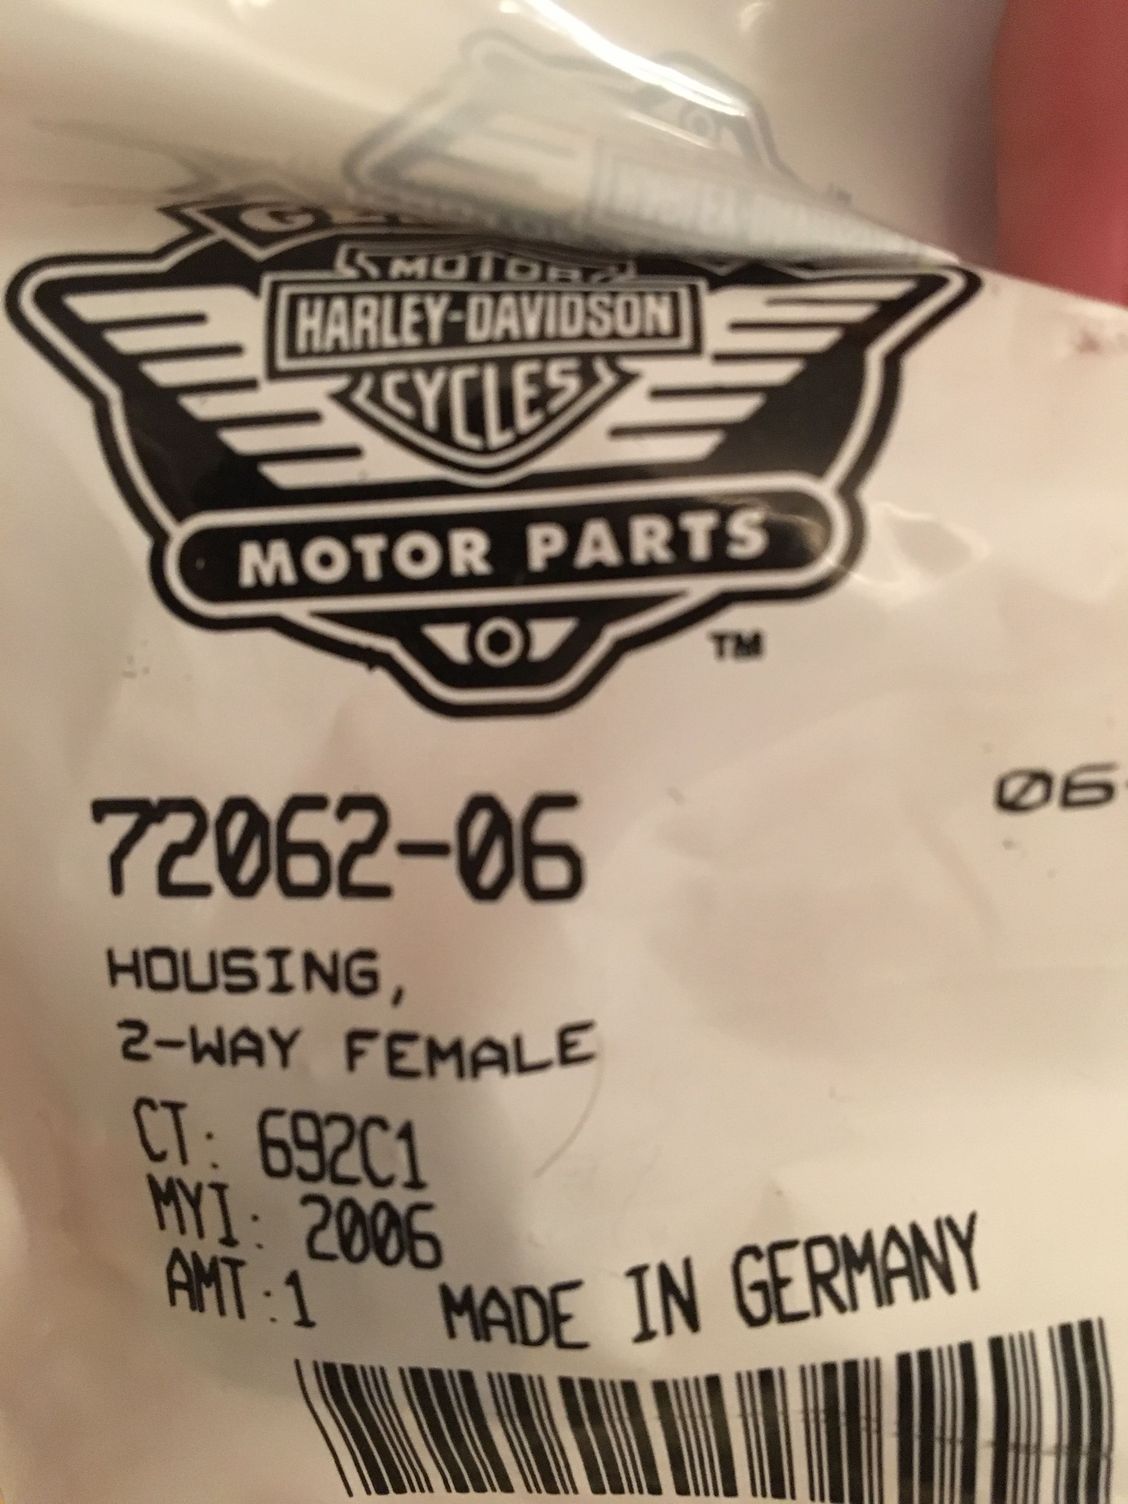 MOTOR
HARLEY-DAVIDSON
CYCLES
MOTOR PARTS
TM
06-
72062-06
HOUSING,
2-WAY FEMALE
CT: 692C1
MYI: 2006
AMT:1
MADE IN GERMANY